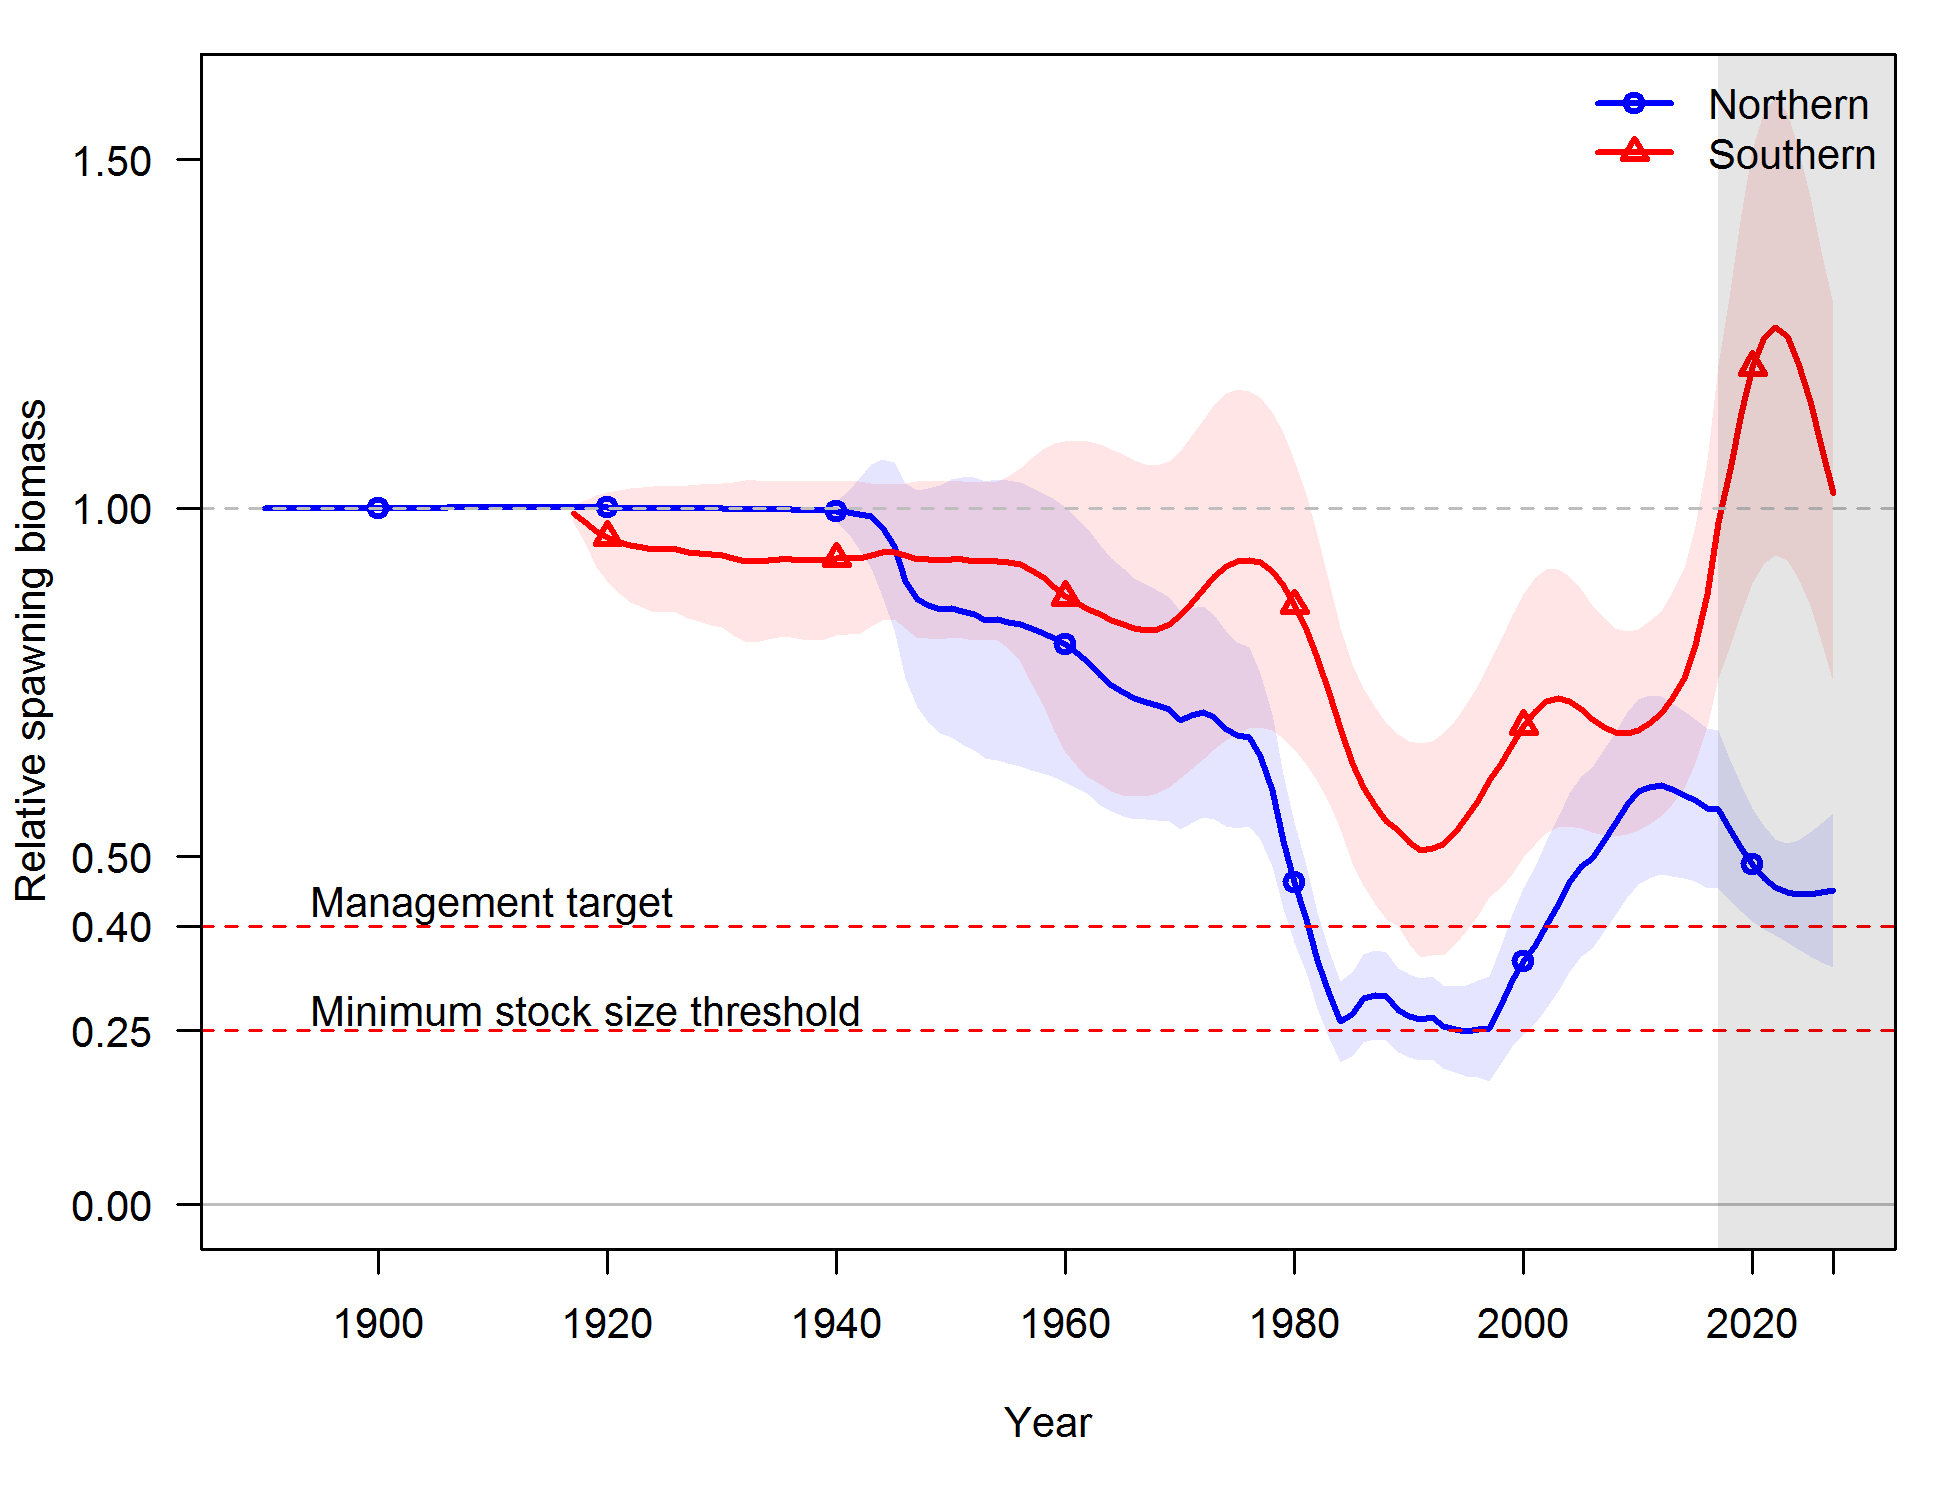 Northern
Southern
1.50
1.00
0.50
0.40
0.25
0.00
Relative spawning biomass
Management target
Minimum stock size threshold
1900
1920
1940
1960
1980
2000
2020
Year